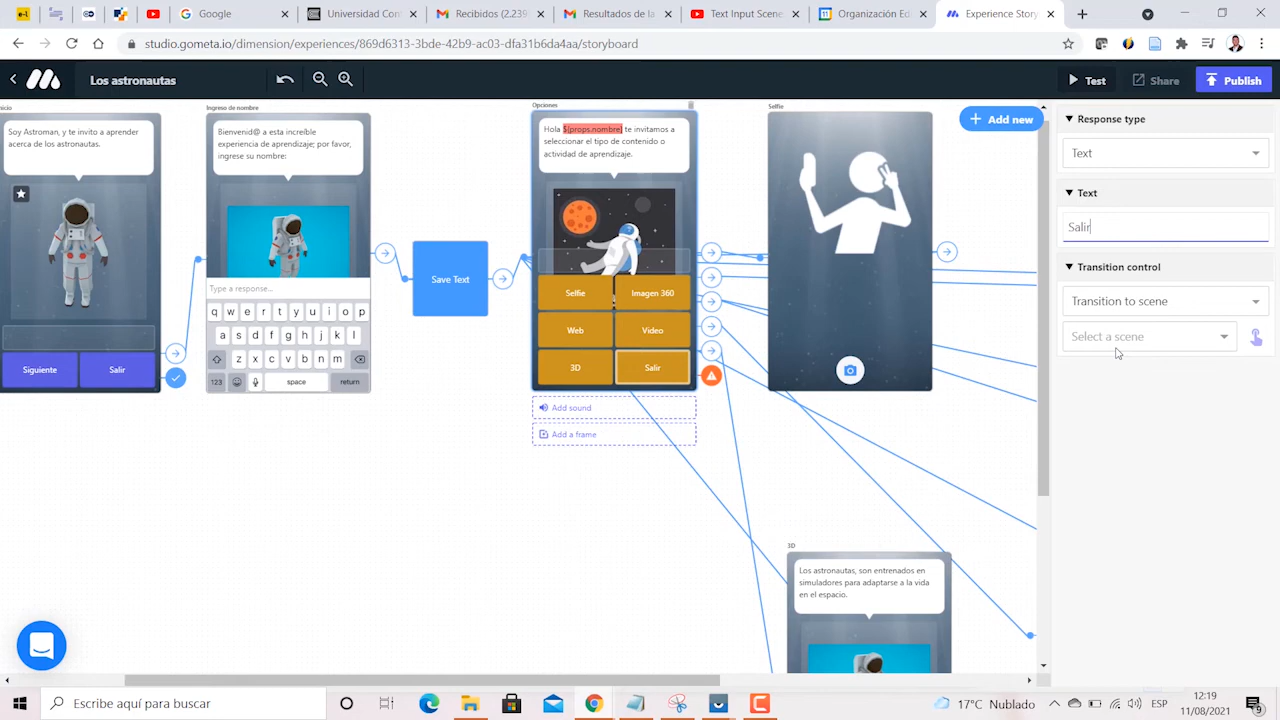 Google
Universidad Con
Recibidos (2.239
Resultados de la
Text Input Scene
Organización Ed
Experience Story
studio.gometa.io/dimension/experiences/869d6313-3bde-42b9-ac03-dfa31b6da4aa/storyboard
Los astronautas
Test
Share
Publish
nicio
Soy Astroman, y te invito a aprender
acerca de los astronautas.
Siguiente
Salir
Ingreso de nombre
Bienvenid@ a esta increíble
experiencia de aprendizaje; por favor,
ingrese su nombre:
Type a response...
q w e r t y u i o p
a s d f g h j k l
z x c v b n m
123
space
return
Save Text
Opciones
Hola ${props.nombre} te invitamos a
seleccionar el tipo de contenido o
actividad de aprendizaje.
Selfie
Imagen 360
Web
Video
3D
Salir
Add sound
Add a frame
Selfie
Add new
3D
Los astronautas, son entrenados en
simuladores para adaptarse a la vida
en el espacio.
Response type
Text
Text
Salir
Transition control
Transition to scene
Select a scene
Escribe aquí para buscar
17°C Nublado
ESP
12:19
11/08/2021